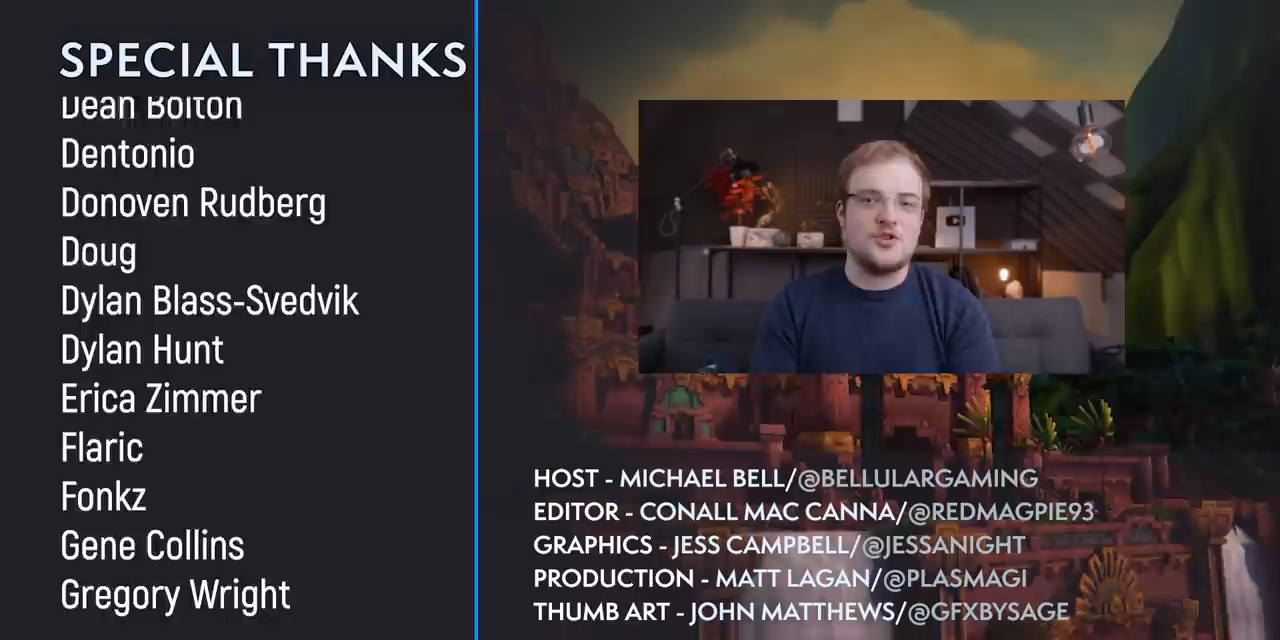 SPECIAL THANKS
Dean Bolton
Dentonio
Donoven Rudberg
Doug
Dylan Blass-Svedvik
Dylan Hunt
Erica Zimmer
Flaric
Fonkz
Gene Collins
Gregory Wright
HOST - MICHAEL BELL/@BELLULARGAMING
EDITOR - CONALL MAC CANNA/@REDMAGPIE93
GRAPHICS - JESS CAMPBELL/@JESSANIGHT
PRODUCTION - MATT LAGAN/@PLASMAGI
THUMB ART - JOHN MATTHEWS/@GFXBYSAGE